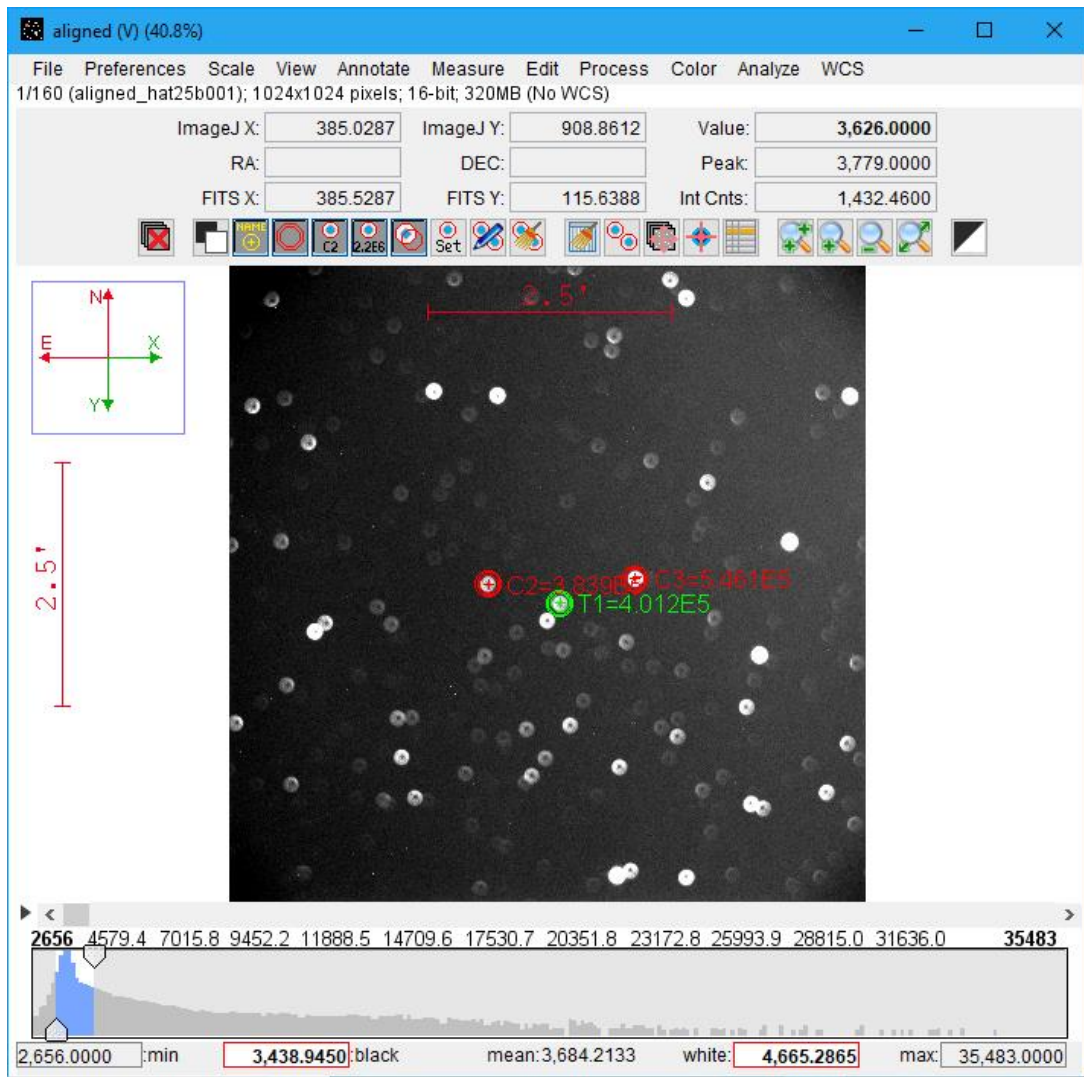 aligned (V) (40.8%)
File Preferences Scale View Annotate Measure Edit Process Color Analyze WCS
1/160 (aligned_hat25b001); 1024x1024 pixels; 16-bit; 320MB (No WCS)
ImageJ X: 385.0287 ImageJ Y: 908.8612 Value: 3,626.0000
RA: DEC: Peak: 3,779.0000
FITS X: 385.5287 FITS Y: 115.6388 Int Cnts: 1,432.4600
NAME C2 2.2E6 Set
2.5'
N
E X
Y
2.5'
C2=3.839E5 C3=5.461E5
T1=4.012E5
2656 4579.4 7015.8 9452.2 11888.5 14709.6 17530.7 20351.8 23172.8 25993.9 28815.0 31636.0 35483
2,656.0000 :min 3,438.9450 :black mean:3,684.2133 white: 4,665.2865 max: 35,483.0000